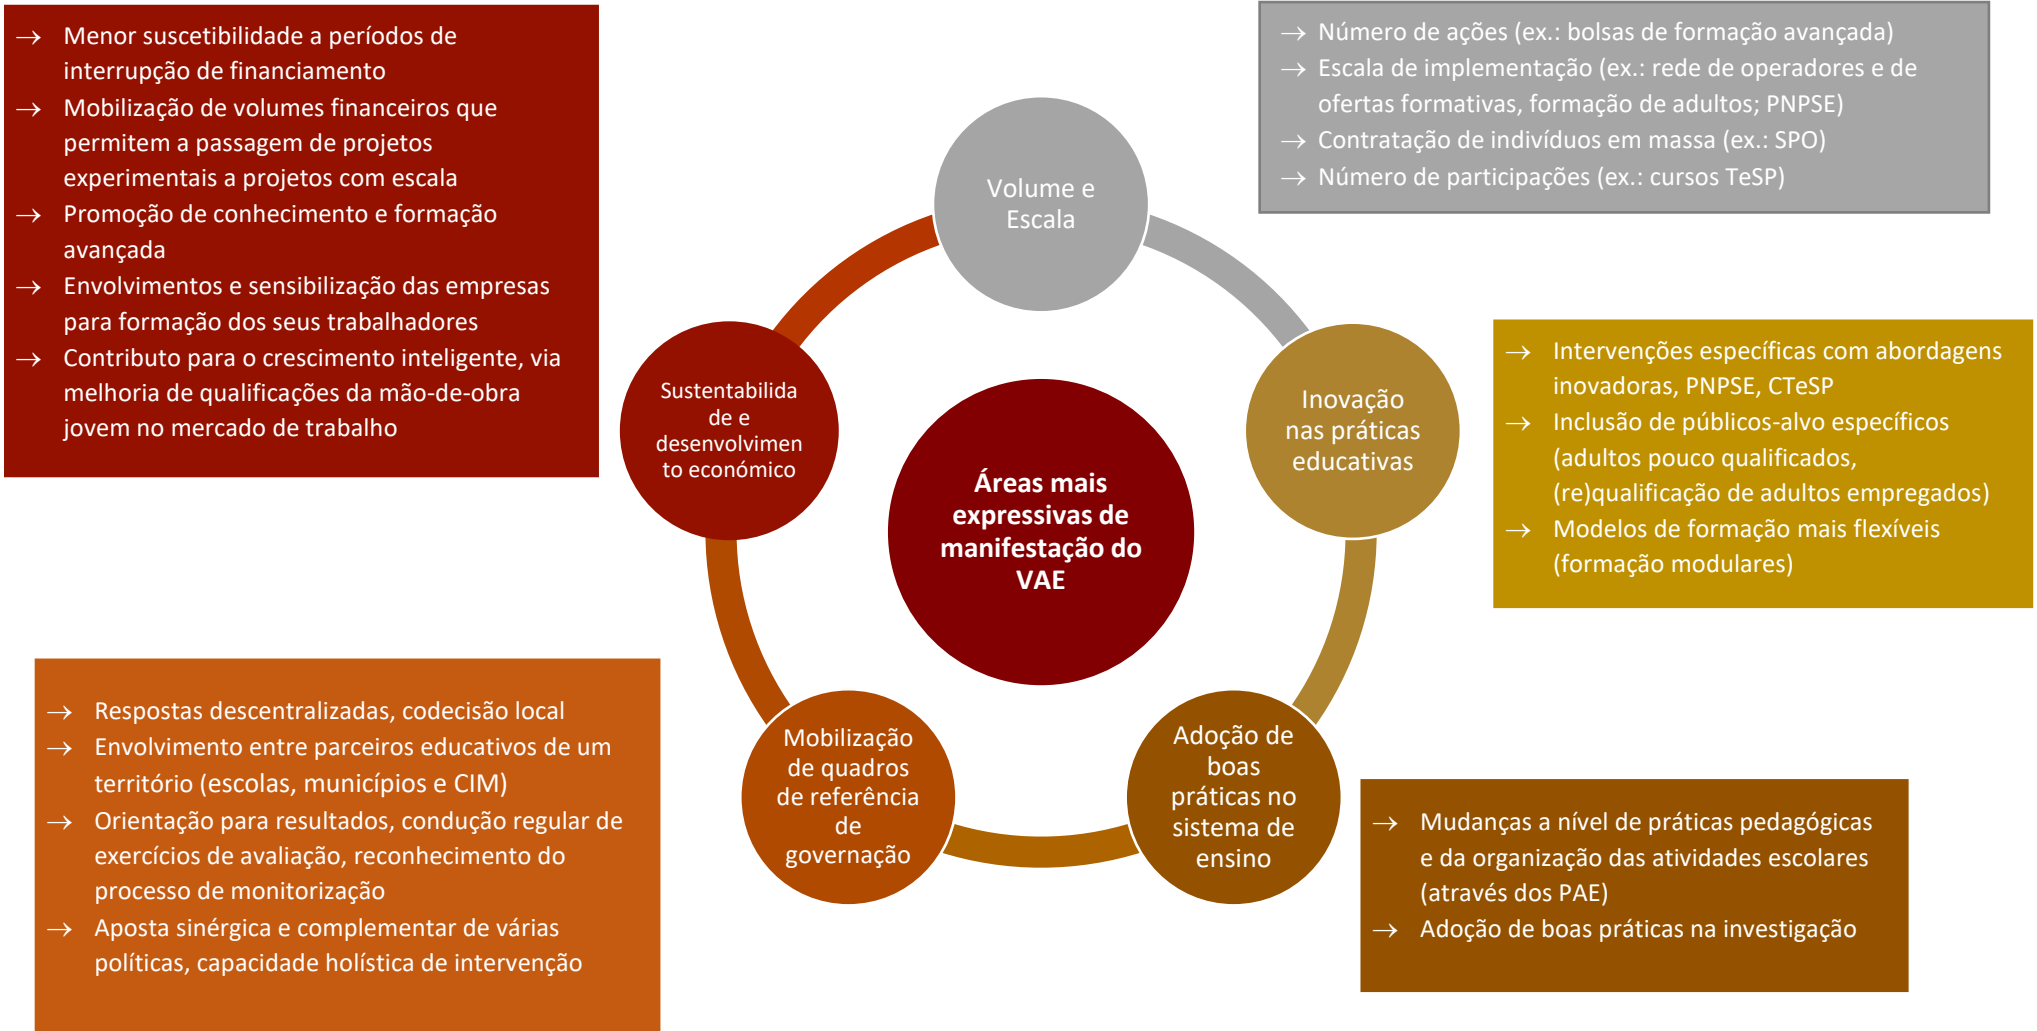 → Menor suscetibilidade a períodos de
interrupção de financiamento
→ Mobilização de volumes financeiros que
permitem a passagem de projetos
experimentais a projetos com escala
→ Promoção de conhecimento e formação
avançada
→ Envolvimentos e sensibilização das empresas
para formação dos seus trabalhadores
→ Contributo para o crescimento inteligente, via
melhoria de qualificações da mão-de-obra
jovem no mercado de trabalho
→ Número de ações (ex.: bolsas de formação avançada)
→ Escala de implementação (ex.: rede de operadores e de
ofertas formativas, formação de adultos; PNPSE)
→ Contratação de indivíduos em massa (ex.: SPO)
→ Número de participações (ex.: cursos TeSP)
Volume e
Escala
Sustentabilida
de e
desenvolvimen
to económico
Inovação
nas práticas
educativas
→ Intervenções específicas com abordagens
inovadoras, PNPSE, CTeSP
→ Inclusão de públicos-alvo específicos
(adultos pouco qualificados,
(re)qualificação de adultos empregados)
→ Modelos de formação mais flexíveis
(formação modulares)
Áreas mais
expressivas de
manifestação do
VAE
→ Respostas descentralizadas, codecisão local
→ Envolvimento entre parceiros educativos de um
território (escolas, municípios e CIM)
→ Orientação para resultados, condução regular de
exercícios de avaliação, reconhecimento do
processo de monitorização
→ Aposta sinérgica e complementar de várias
políticas, capacidade holística de intervenção
Mobilização
de quadros
de referência
de
governação
Adoção de
boas
práticas no
sistema de
ensino
→ Mudanças a nível de práticas pedagógicas
e da organização das atividades escolares
(através dos PAE)
→ Adoção de boas práticas na investigação